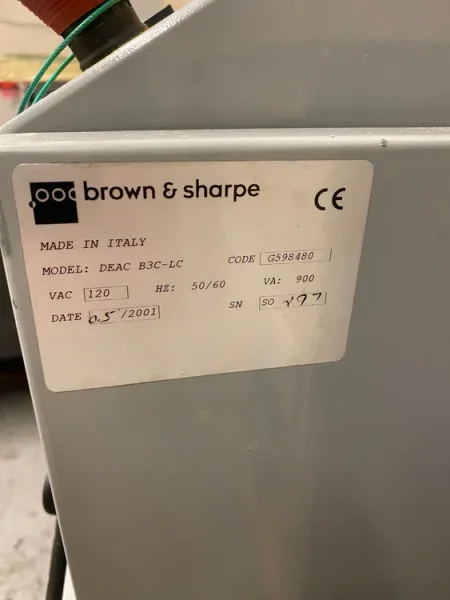 brown & sharpe CE
MADE IN ITALY
MODEL: DEAC B3C-LC CODE G598480
VAC 120 HZ: 50/60 VA: 900
DATE 05/2001 SN SO 297